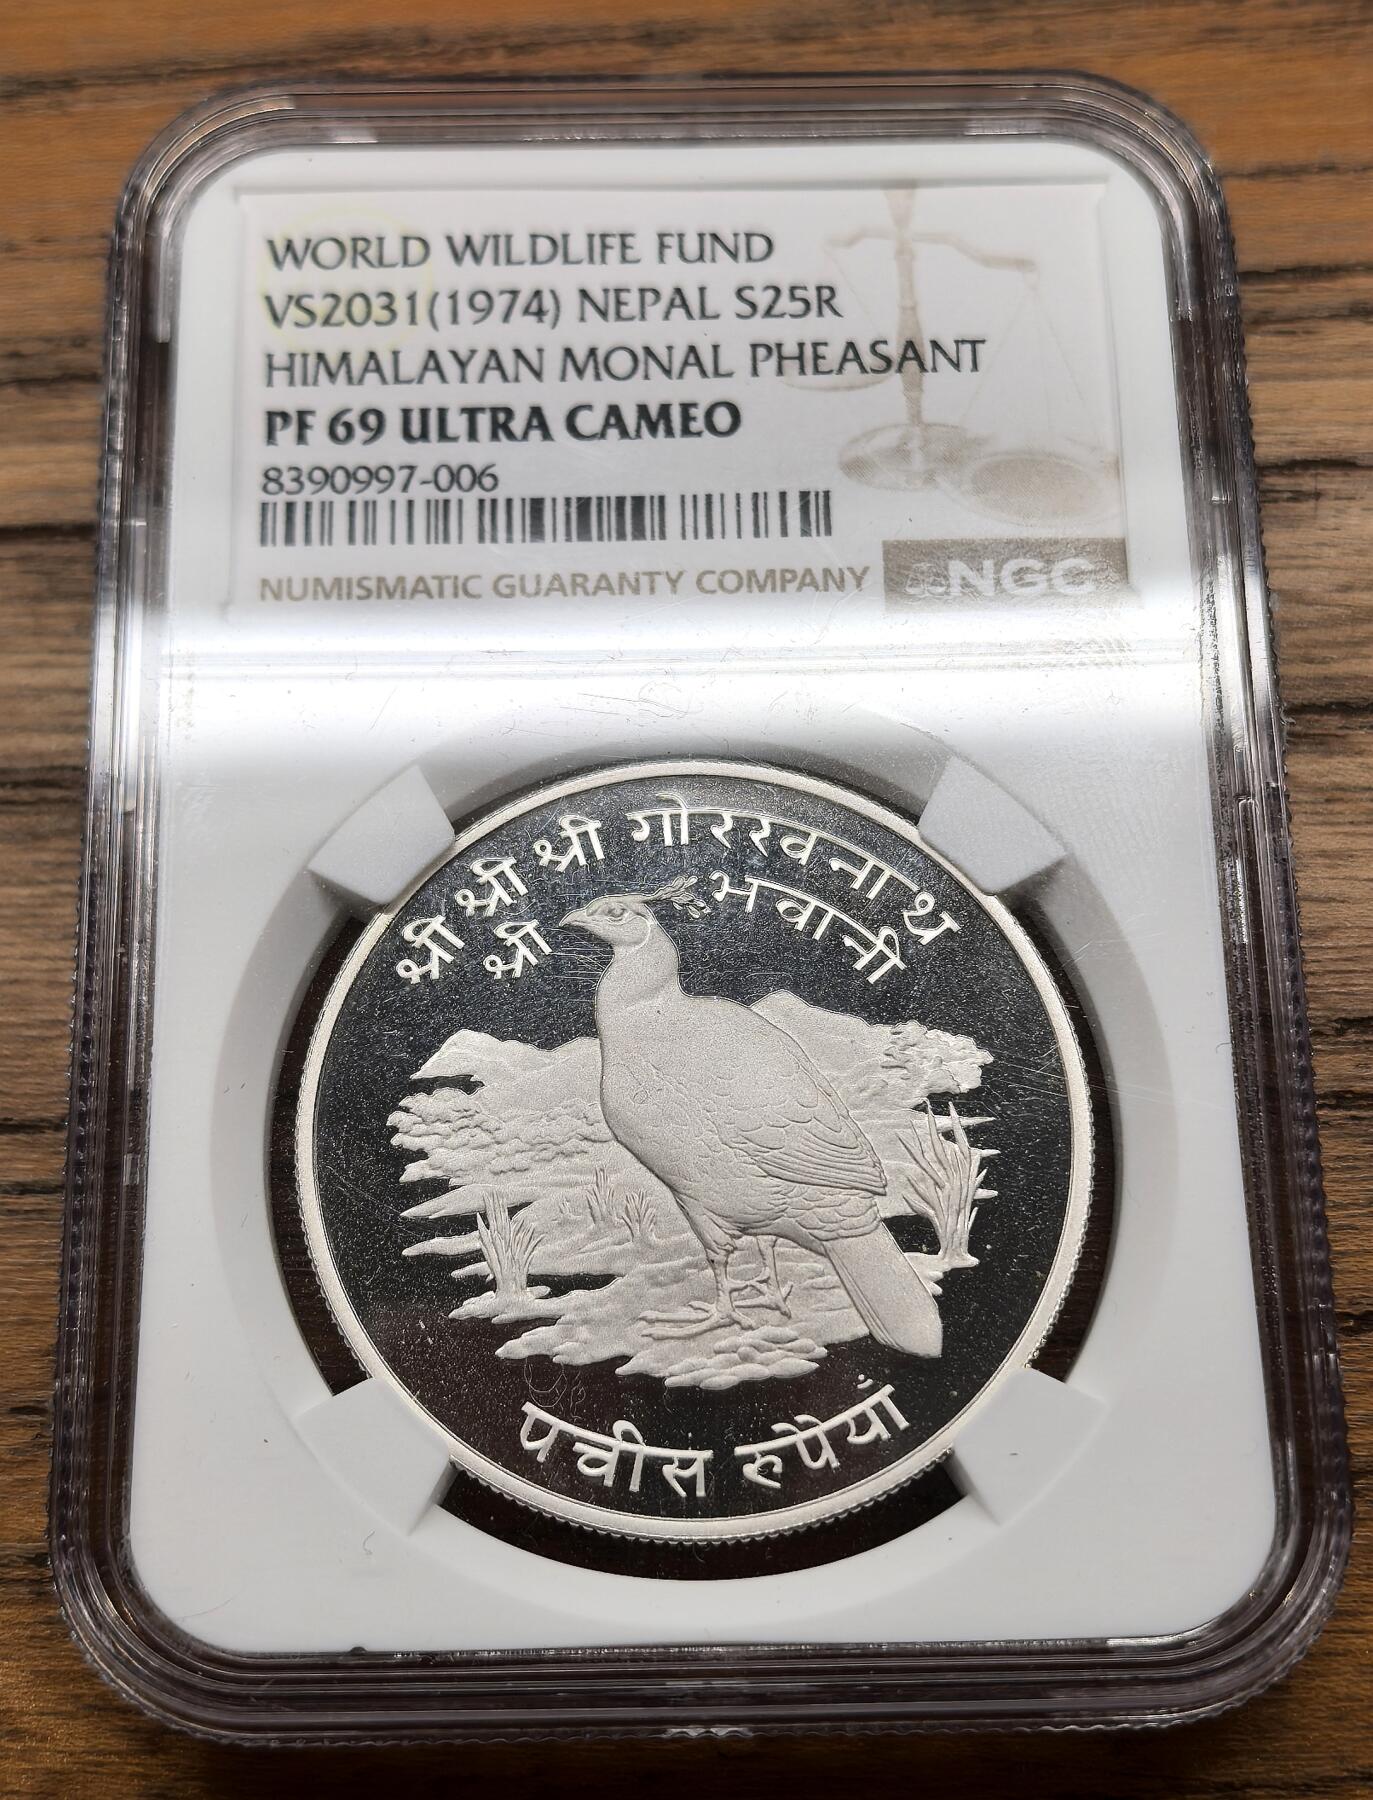 WORLD WILDLIFE FUND
VS2031(1974) NEPAL S25R
HIMALAYAN MONAL PHEASANT
PF 69 ULTRA CAMEO
8390997-006
NUMISMATIC GUARANTY COMPANY NGC
श्री श्री श्री गोरखनाथ
श्री भवानी
पचीस रुपैयाँ